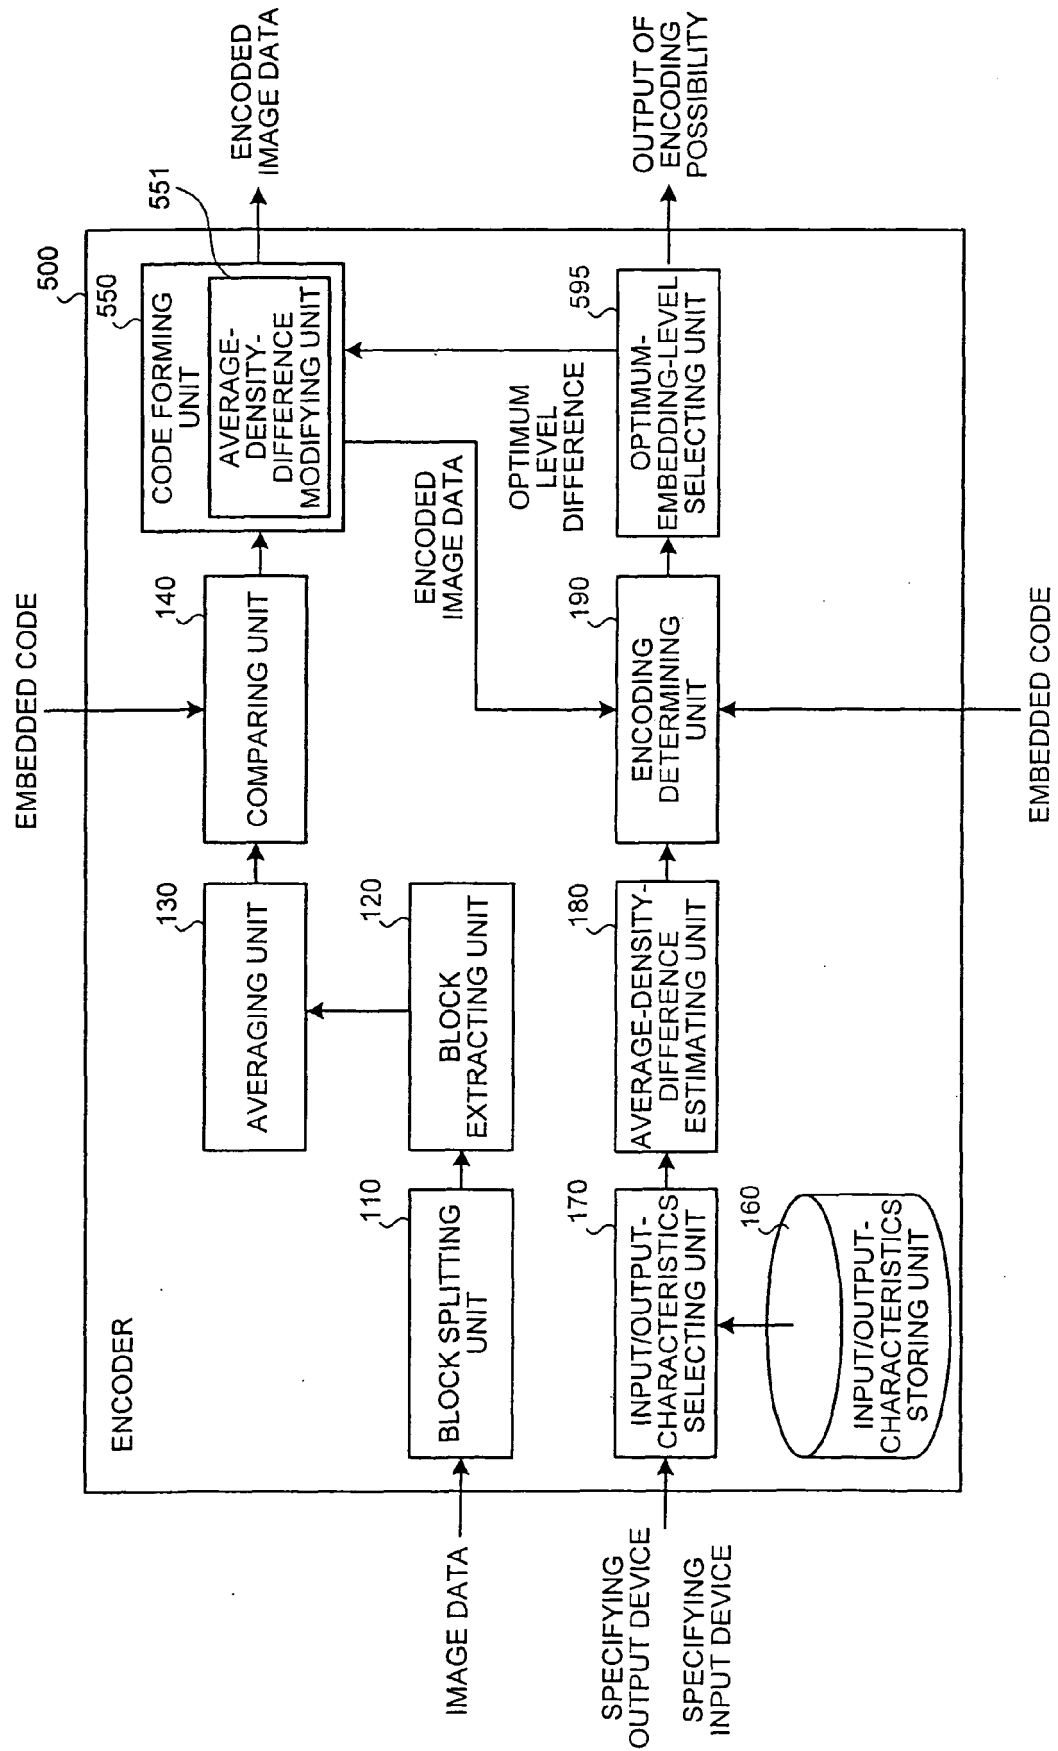 ENCODER
500
IMAGE DATA
BLOCK SPLITTING
UNIT
110
BLOCK
EXTRACTING UNIT
120
AVERAGING UNIT
130
EMBEDDED CODE
COMPARING UNIT
140
CODE FORMING
UNIT
550
AVERAGE-
DENSITY-
DIFFERENCE
MODIFYING UNIT
551
ENCODED
IMAGE DATA
ENCODED
IMAGE DATA
OPTIMUM
LEVEL
DIFFERENCE
SPECIFYING
OUTPUT DEVICE
SPECIFYING
INPUT DEVICE
INPUT/OUTPUT-
CHARACTERISTICS
SELECTING UNIT
170
INPUT/OUTPUT-
CHARACTERISTICS
STORING UNIT
160
AVERAGE-DENSITY-
DIFFERENCE
ESTIMATING UNIT
180
ENCODING
DETERMINING
UNIT
190
EMBEDDED CODE
OPTIMUM-
EMBEDDING-LEVEL
SELECTING UNIT
595
OUTPUT OF
ENCODING
POSSIBILITY